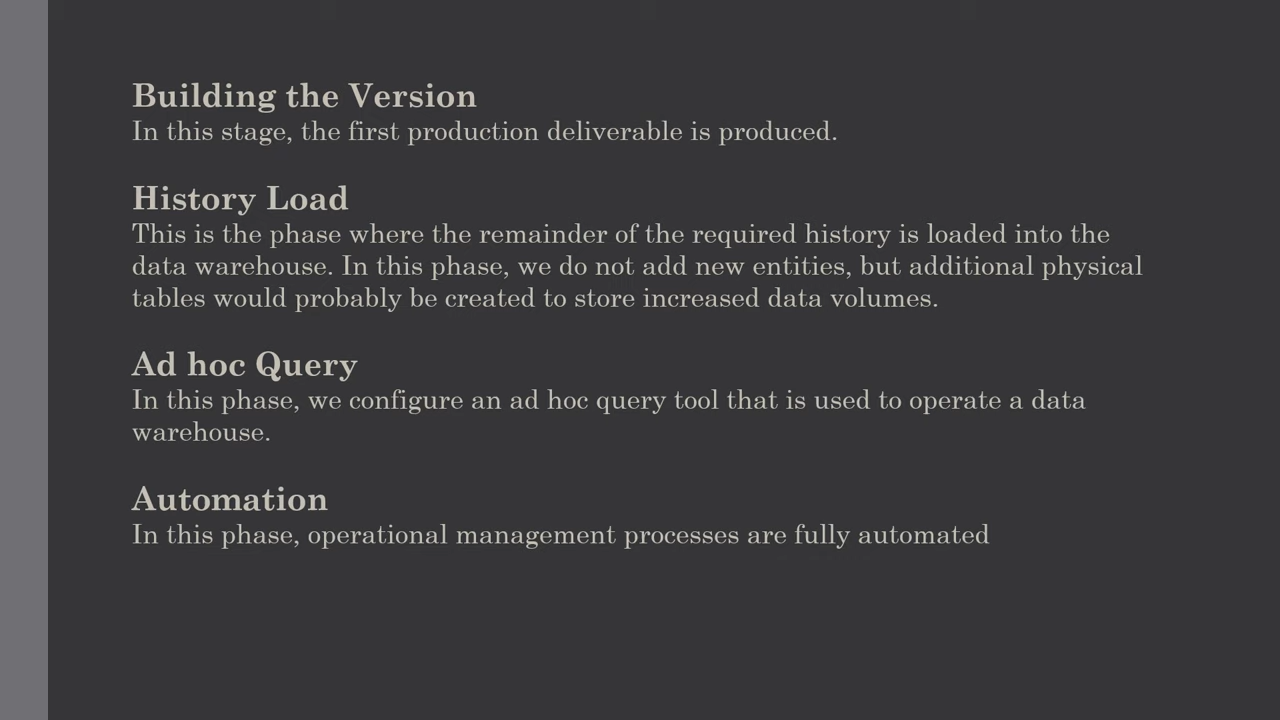 Building the Version
In this stage, the first production deliverable is produced.
History Load
This is the phase where the remainder of the required history is loaded into the
data warehouse. In this phase, we do not add new entities, but additional physical
tables would probably be created to store increased data volumes.
Ad hoc Query
In this phase, we configure an ad hoc query tool that is used to operate a data
warehouse.
Automation
In this phase, operational management processes are fully automated